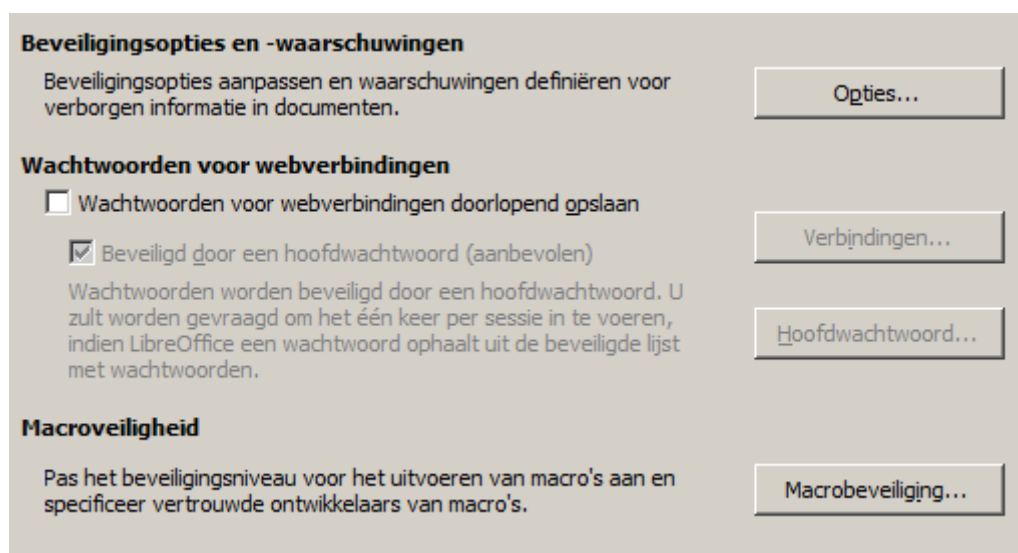 Beveiligingsopties en -waarschuwingen
Beveiligingsopties aanpassen en waarschuwingen definiëren voor
verborgen informatie in documenten.
Opties...
Wachtwoorden voor webverbindingen
Wachtwoorden voor webverbindingen doorlopend opslaan
Verbindingen...
Beveiligd door een hoofdwachtwoord (aanbevolen)
Wachtwoorden worden beveiligd door een hoofdwachtwoord. U
zult worden gevraagd om het één keer per sessie in te voeren,
indien LibreOffice een wachtwoord ophaalt uit de beveiligde lijst
met wachtwoorden.
Hoofdwachtwoord...
Macroveiligheid
Pas het beveiligingsniveau voor het uitvoeren van macro's aan en
specificeer vertrouwde ontwikkelaars van macro's.
Macrobeveiliging...